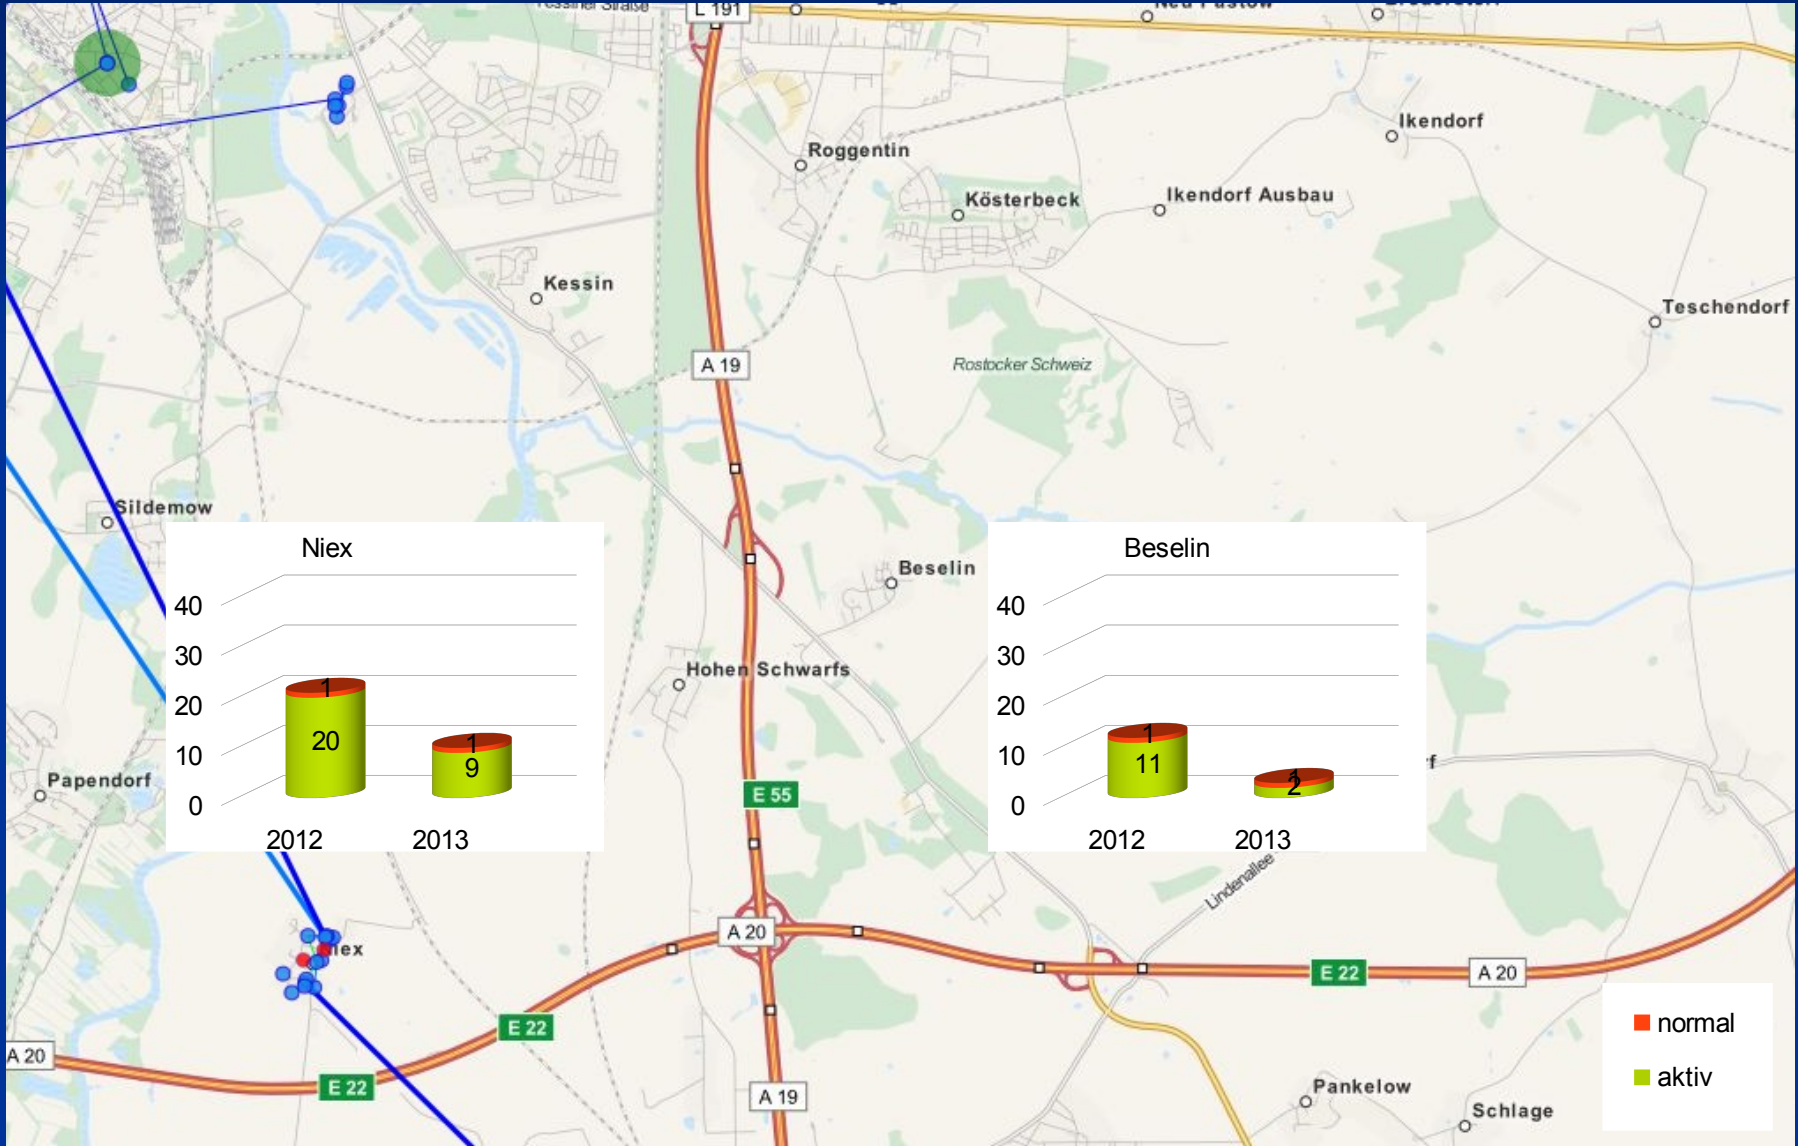 L 191
Roggentin
Ikendorf
Kösterbeck
Ikendorf Ausbau
Kessin
Teschendorf
A 19
Rostocker Schweiz
Sildemow
Niex
40
30
20
10
0
1
20
1
9
2012
2013
Beselin
Beselin
40
30
20
10
0
1
11
1
2
2012
2013
Hohen Schwarfs
Papendorf
E 55
Lindenallee
A 20
E 22
A 20
E 22
A 20
E 22
A 19
Pankelow
Schlage
normal
aktiv